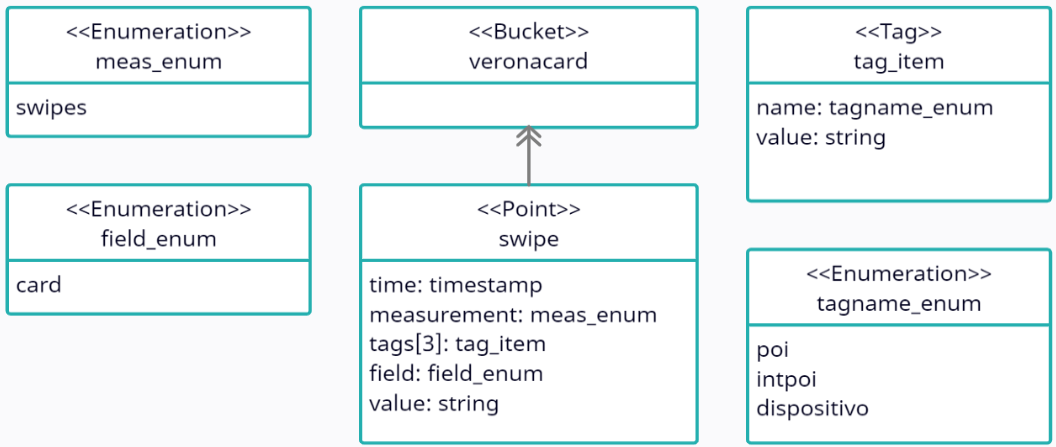 <<Enumeration>>
meas_enum
swipes
<<Bucket>>
veronacard
<<Tag>>
tag_item
name: tagname_enum
value: string
<<Enumeration>>
field_enum
card
<<Point>>
swipe
time: timestamp
measurement: meas_enum
tags[3]: tag_item
field: field_enum
value: string
<<Enumeration>>
tagname_enum
poi
intpoi
dispositivo